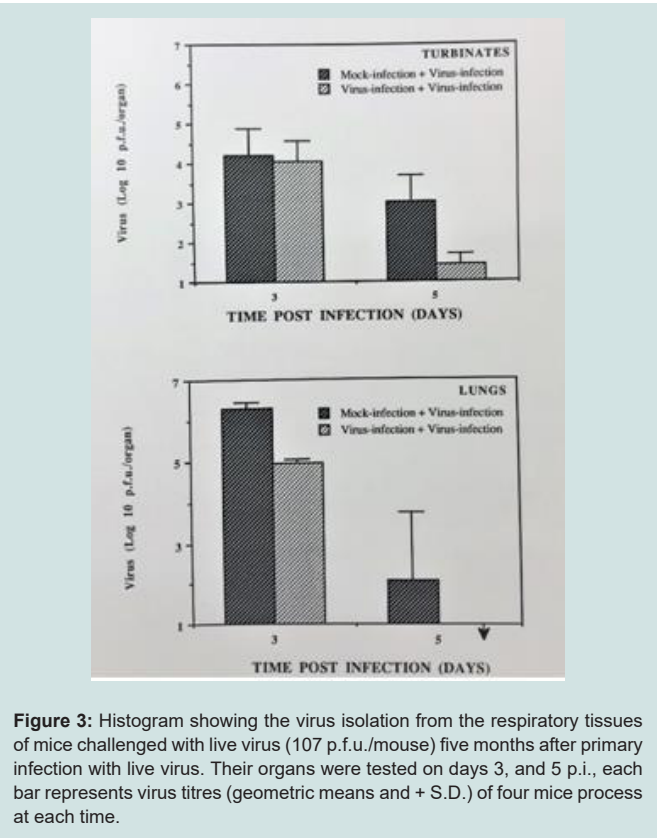 7
TURBINATES
Mock-infection + Virus-infection
Virus-infection + Virus-infection
6
5
4
3
2
1
Virus (Log 10 p.f.u./organ)
3
5
TIME POST INFECTION (DAYS)
7
LUNGS
Mock-infection + Virus-infection
Virus-infection + Virus-infection
5
3
1
Virus (Log 10 p.f.u./organ)
3
5
TIME POST INFECTION (DAYS)
Figure 3: Histogram showing the virus isolation from the respiratory tissues
of mice challenged with live virus (107 p.f.u./mouse) five months after primary
infection with live virus. Their organs were tested on days 3, and 5 p.i., each
bar represents virus titres (geometric means and + S.D.) of four mice process
at each time.